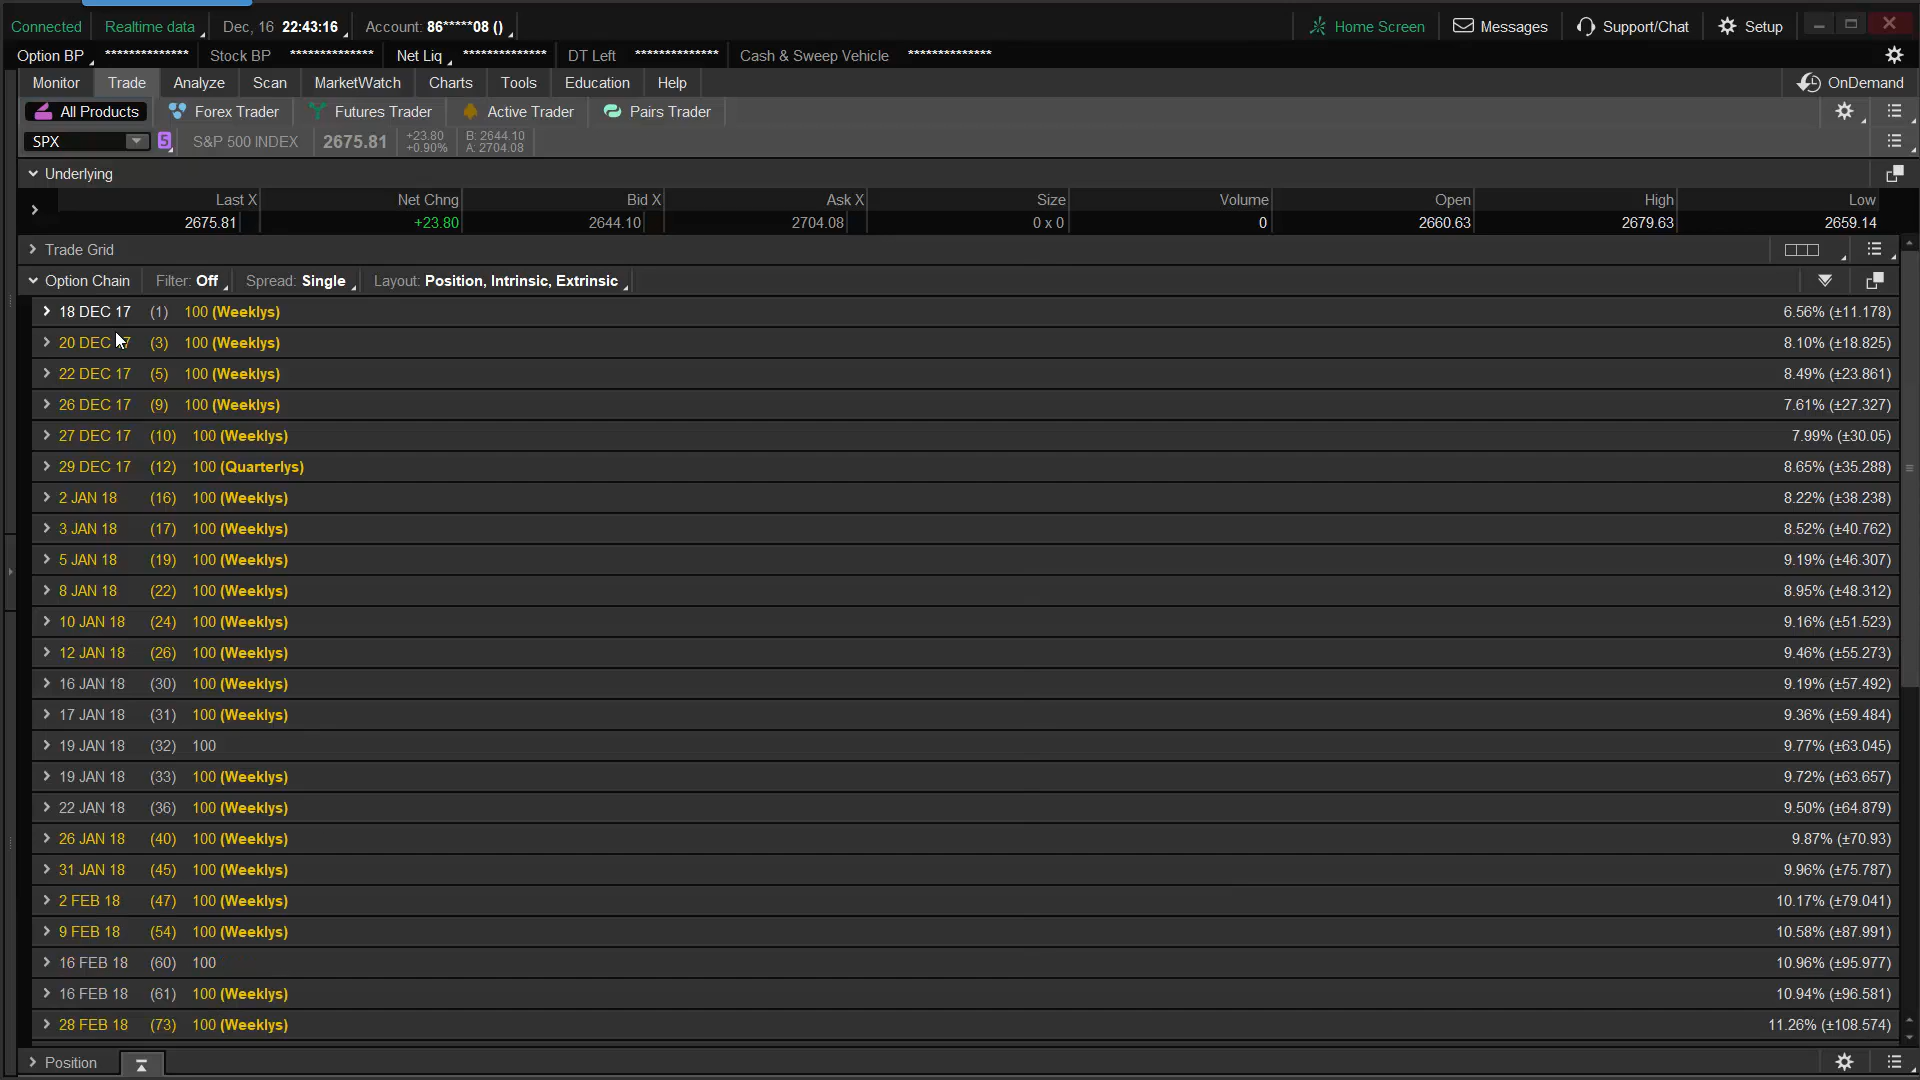 Connected Realtime data Dec, 16 22:43:16 Account: 86*****08 () Home Screen Messages Support/Chat Setup
Option BP ************** Stock BP ************** Net Liq ************** DT Left ************** Cash & Sweep Vehicle **************
Monitor Trade Analyze Scan MarketWatch Charts Tools Education Help OnDemand
All Products Forex Trader Futures Trader Active Trader Pairs Trader
SPX 5 S&P 500 INDEX 2675.81 +23.80 +0.90% B: 2644.10 A: 2704.08
Underlying
Last X Net Chng Bid X Ask X Size Volume Open High Low
2675.81 +23.80 2644.10 2704.08 0 x 0 0 2660.63 2679.63 2659.14
Trade Grid
Option Chain Filter: Off Spread: Single Layout: Position, Intrinsic, Extrinsic
18 DEC 17 (1) 100 (Weeklys) 6.56% (±11.178)
20 DEC 7 (3) 100 (Weeklys) 8.10% (±18.825)
22 DEC 17 (5) 100 (Weeklys) 8.49% (±23.861)
26 DEC 17 (9) 100 (Weeklys) 7.61% (±27.327)
27 DEC 17 (10) 100 (Weeklys) 7.99% (±30.05)
29 DEC 17 (12) 100 (Quarterlys) 8.65% (±35.288)
2 JAN 18 (16) 100 (Weeklys) 8.22% (±38.238)
3 JAN 18 (17) 100 (Weeklys) 8.52% (±40.762)
5 JAN 18 (19) 100 (Weeklys) 9.19% (±46.307)
8 JAN 18 (22) 100 (Weeklys) 8.95% (±48.312)
10 JAN 18 (24) 100 (Weeklys) 9.16% (±51.523)
12 JAN 18 (26) 100 (Weeklys) 9.46% (±55.273)
16 JAN 18 (30) 100 (Weeklys) 9.19% (±57.492)
17 JAN 18 (31) 100 (Weeklys) 9.36% (±59.484)
19 JAN 18 (32) 100 9.77% (±63.045)
19 JAN 18 (33) 100 (Weeklys) 9.72% (±63.657)
22 JAN 18 (36) 100 (Weeklys) 9.50% (±64.879)
26 JAN 18 (40) 100 (Weeklys) 9.87% (±70.93)
31 JAN 18 (45) 100 (Weeklys) 9.96% (±75.787)
2 FEB 18 (47) 100 (Weeklys) 10.17% (±79.041)
9 FEB 18 (54) 100 (Weeklys) 10.58% (±87.991)
16 FEB 18 (60) 100 10.96% (±95.977)
16 FEB 18 (61) 100 (Weeklys) 10.94% (±96.581)
28 FEB 18 (73) 100 (Weeklys) 11.26% (±108.574)
Position